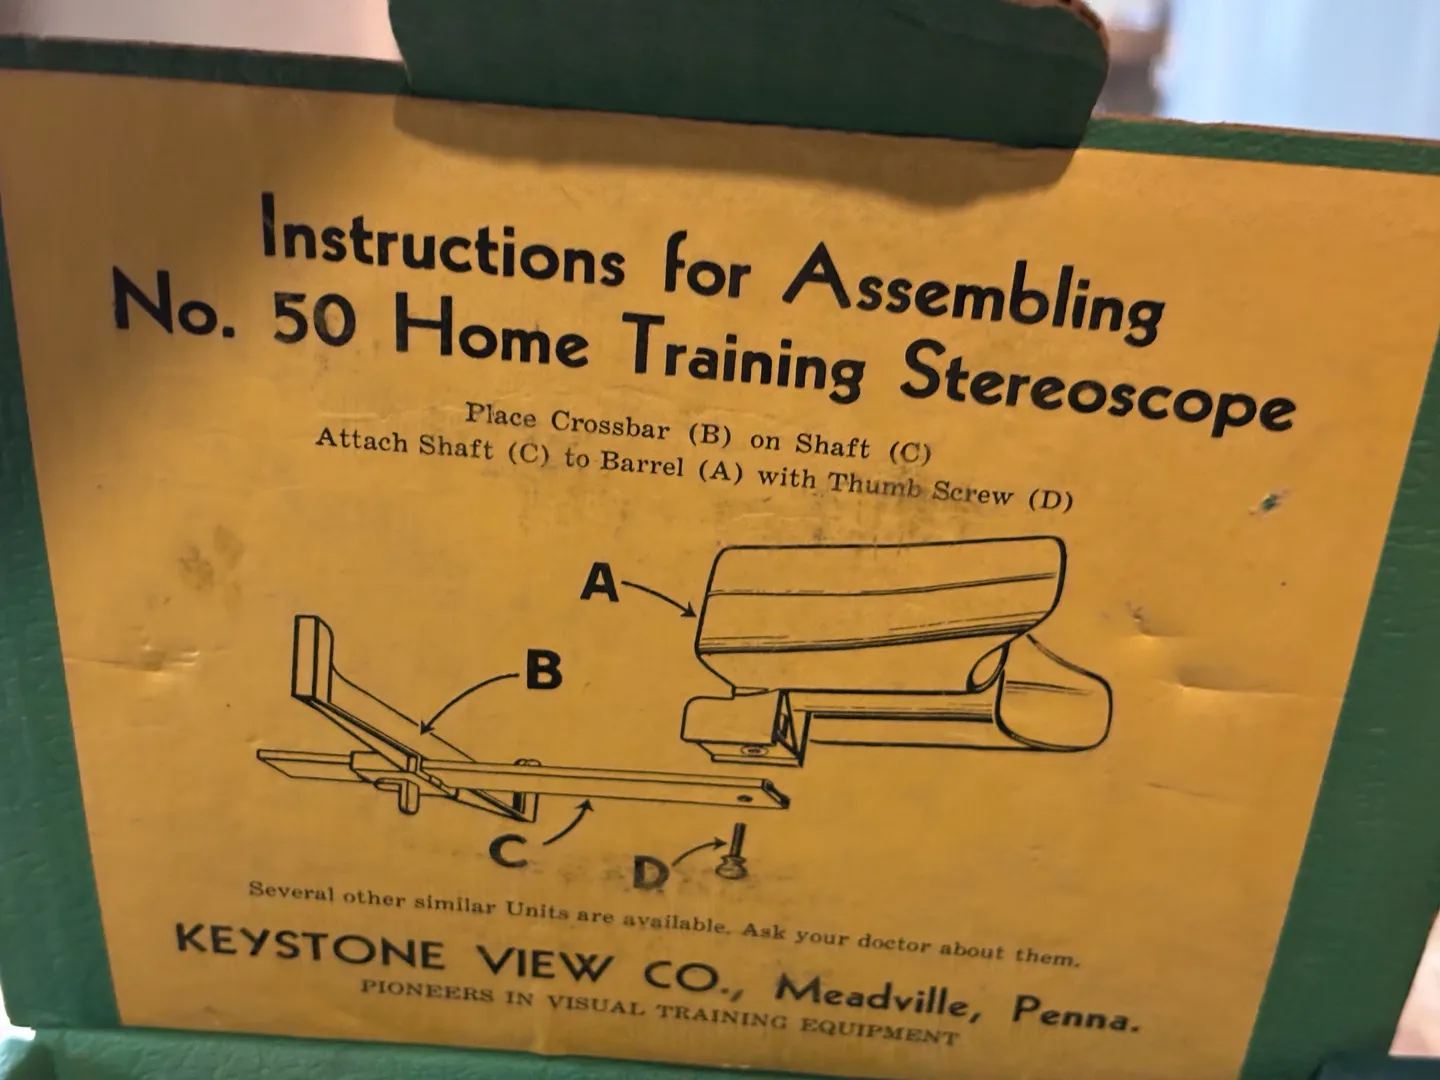 Instructions for Assembling
No. 50 Home Training Stereoscope
Place Crossbar (B) on Shaft (C)
Attach Shaft (C) to Barrel (A) with Thumb Screw (D)
A
B
C
D
Several other similar Units are available. Ask your doctor about them.
KEYSTONE VIEW CO., Meadville, Penna.
PIONEERS IN VISUAL TRAINING EQUIPMENT